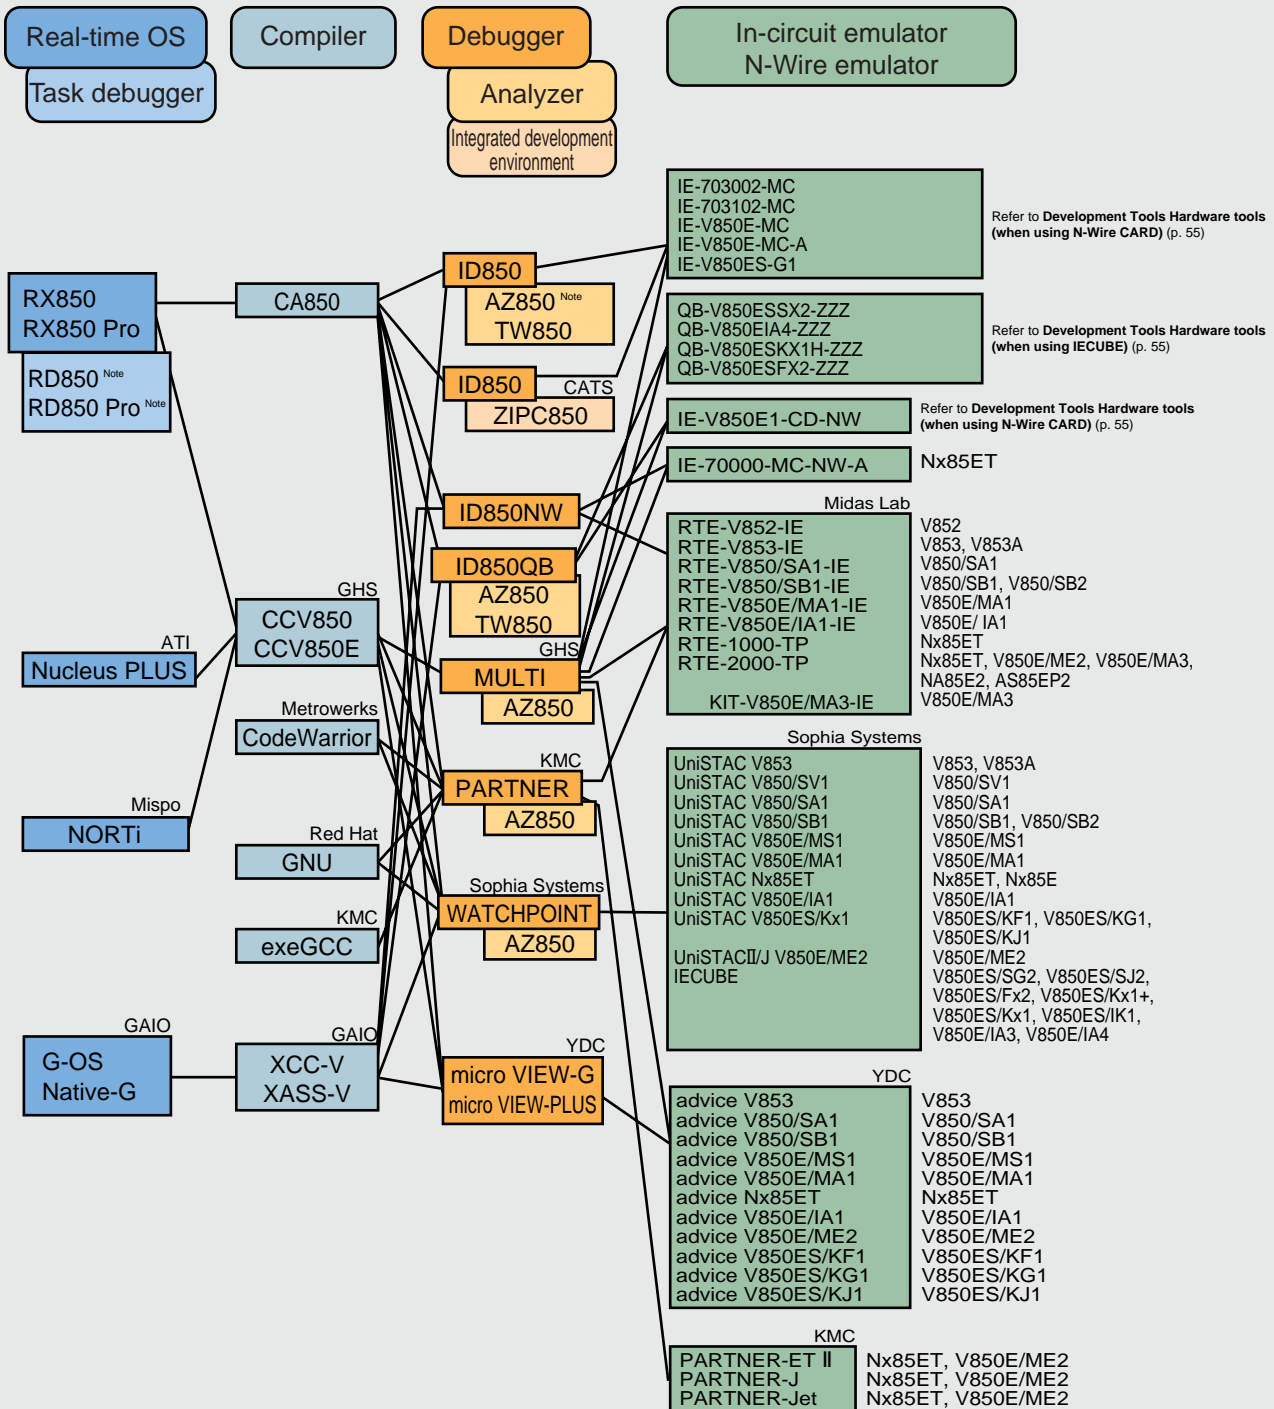 Real-time OS
Task debugger
Compiler
Debugger
Analyzer
Integrated development
environment
In-circuit emulator
N-Wire emulator
RX850
RX850 Pro
RD850 Note
RD850 Pro Note
ATI
Nucleus PLUS
Mispo
NORTi
GAIO
G-OS
Native-G
CA850
GHS
CCV850
CCV850E
Metrowerks
CodeWarrior
Red Hat
GNU
KMC
exeGCC
GAIO
XCC-V
XASS-V
ID850
AZ850 Note
TW850
ID850
CATS
ZIPC850
ID850NW
ID850QB
AZ850
TW850
GHS
MULTI
AZ850
KMC
PARTNER
AZ850
Sophia Systems
WATCHPOINT
AZ850
YDC
micro VIEW-G
micro VIEW-PLUS
IE-703002-MC
IE-703102-MC
IE-V850E-MC
IE-V850E-MC-A
IE-V850ES-G1
Refer to Development Tools Hardware tools
(when using N-Wire CARD) (p. 55)
QB-V850ESSX2-ZZZ
QB-V850EIA4-ZZZ
QB-V850ESKX1H-ZZZ
QB-V850ESFX2-ZZZ
Refer to Development Tools Hardware tools
(when using IECUBE) (p. 55)
IE-V850E1-CD-NW
Refer to Development Tools Hardware tools
(when using N-Wire CARD) (p. 55)
IE-70000-MC-NW-A Nx85ET
Midas Lab
RTE-V852-IE V852
RTE-V853-IE V853, V853A
RTE-V850/SA1-IE V850/SA1
RTE-V850/SB1-IE V850/SB1, V850/SB2
RTE-V850E/MA1-IE V850E/MA1
RTE-V850E/IA1-IE V850E/ IA1
RTE-1000-TP Nx85ET
RTE-2000-TP Nx85ET, V850E/ME2, V850E/MA3,
NA85E2, AS85EP2
KIT-V850E/MA3-IE V850E/MA3
Sophia Systems
UniSTAC V853 V853, V853A
UniSTAC V850/SV1 V850/SV1
UniSTAC V850/SA1 V850/SA1
UniSTAC V850/SB1 V850/SB1, V850/SB2
UniSTAC V850E/MS1 V850E/MS1
UniSTAC V850E/MA1 V850E/MA1
UniSTAC Nx85ET Nx85ET, Nx85E
UniSTAC V850E/IA1 V850E/IA1
UniSTAC V850ES/Kx1 V850ES/KF1, V850ES/KG1,
V850ES/KJ1
UniSTACⅡ/J V850E/ME2 V850E/ME2
IECUBE V850ES/SG2, V850ES/SJ2,
V850ES/Fx2, V850ES/Kx1+,
V850ES/Kx1, V850ES/IK1,
V850E/IA3, V850E/IA4
YDC
advice V853 V853
advice V850/SA1 V850/SA1
advice V850/SB1 V850/SB1
advice V850E/MS1 V850E/MS1
advice V850E/MA1 V850E/MA1
advice Nx85ET Nx85ET
advice V850E/IA1 V850E/IA1
advice V850E/ME2 V850E/ME2
advice V850ES/KF1 V850ES/KF1
advice V850ES/KG1 V850ES/KG1
advice V850ES/KJ1 V850ES/KJ1
KMC
PARTNER-ET Ⅱ Nx85ET, V850E/ME2
PARTNER-J Nx85ET, V850E/ME2
PARTNER-Jet Nx85ET, V850E/ME2